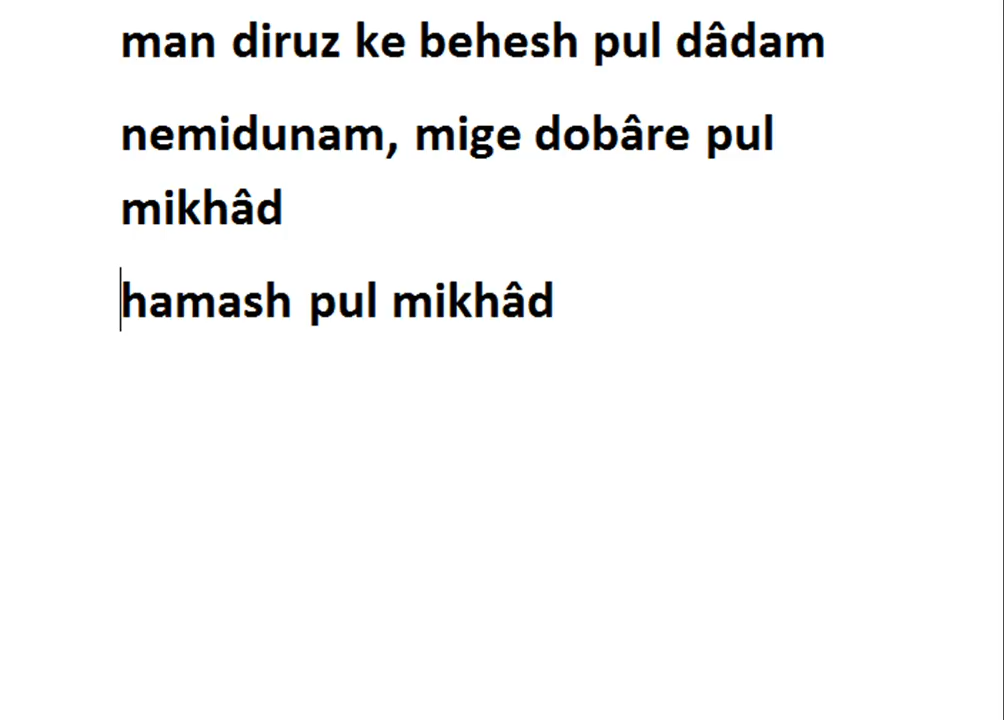 man diruz ke behesh pul dâdam
nemidunam, mige dobâre pul
mikhâd
hamash pul mikhâd